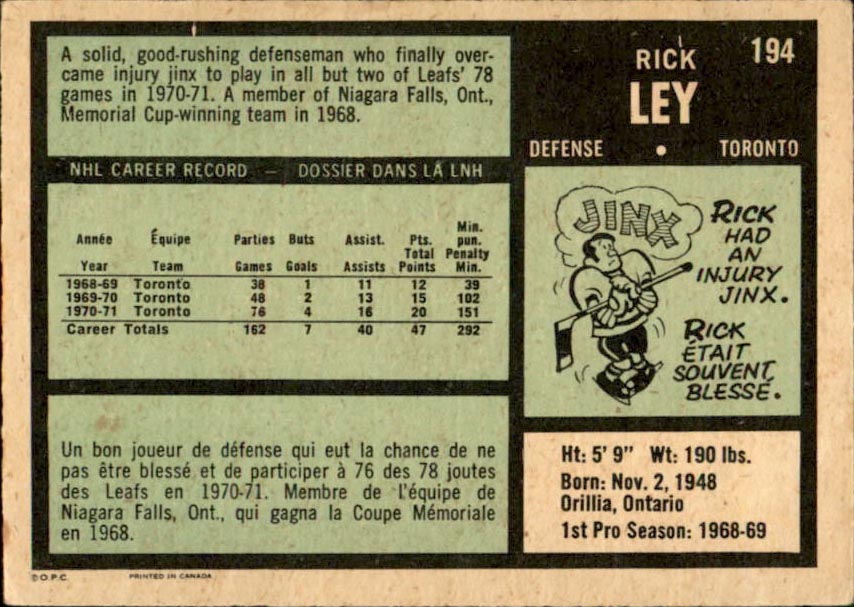 A solid, good-rushing defenseman who finally over-
came injury jinx to play in all but two of Leafs' 78
games in 1970-71. A member of Niagara Falls, Ont.,
Memorial Cup-winning team in 1968.
RICK 194
LEY
DEFENSE • TORONTO
NHL CAREER RECORD — DOSSIER DANS LA LNH
Année Équipe Parties Buts Assist. Pts. Total Min. pun. Penalty
Year Team Games Goals Assists Points Min.
1968-69 Toronto 38 1 11 12 39
1969-70 Toronto 48 2 13 15 102
1970-71 Toronto 76 4 16 20 151
Career Totals 162 7 40 47 292
JINX
RICK
HAD
AN
INJURY
JINX.
RICK
ÉTAIT
SOUVENT
BLESSÉ.
Un bon joueur de défense qui eut la chance de ne
pas être blessé et de participer à 76 des 78 joutes
des Leafs en 1970-71. Membre de l'équipe de
Niagara Falls, Ont., qui gagna la Coupe Mémoriale
en 1968.
Ht: 5' 9" Wt: 190 lbs.
Born: Nov. 2, 1948
Orillia, Ontario
1st Pro Season: 1968-69
© O.P.C. PRINTED IN CANADA